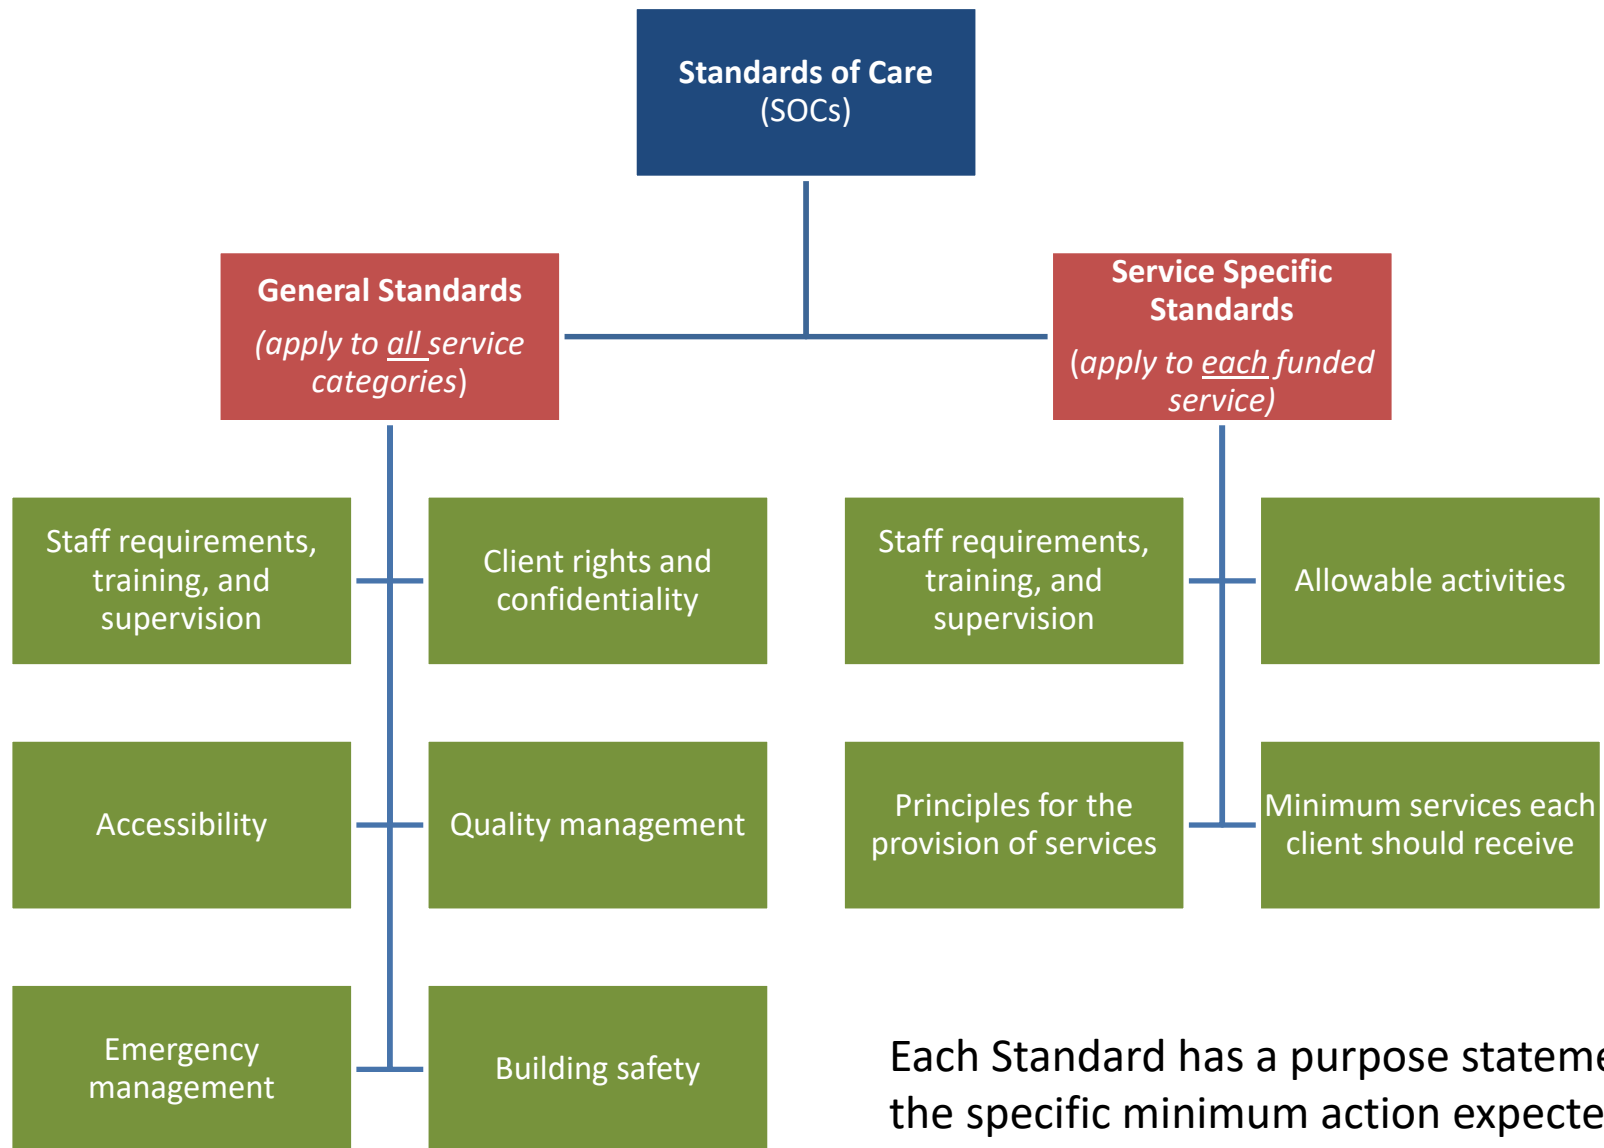 Standards of Care
(SOCs)
General Standards
(apply to all service
categories)
Service Specific
Standards
(apply to each funded
service)
Staff requirements,
training, and
supervision
Client rights and
confidentiality
Staff requirements,
training, and
supervision
Allowable activities
Accessibility
Quality management
Principles for the
provision of services
Minimum services each
client should receive
Emergency
management
Building safety
Each Standard has a purpose
the specific minimum action